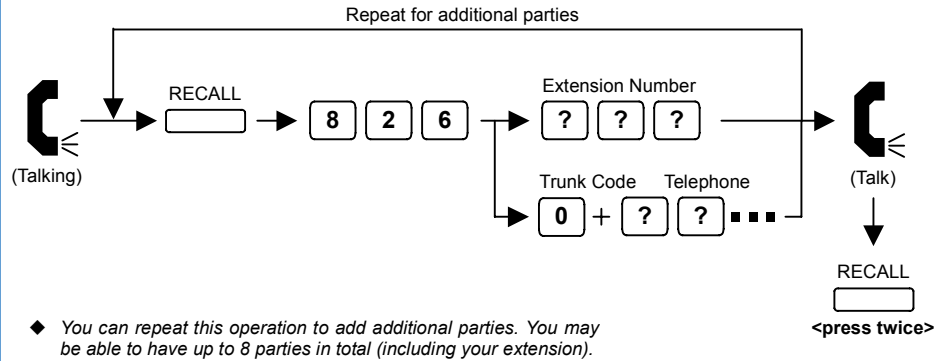 Repeat for additional parties
RECALL
Extension Number
8 2 6
? ? ?
(Talking)
(Talk)
Trunk Code Telephone
0 + ? ? ■■■
RECALL
<press twice>
◆ You can repeat this operation to add additional parties. You may
be able to have up to 8 parties in total (including your extension).